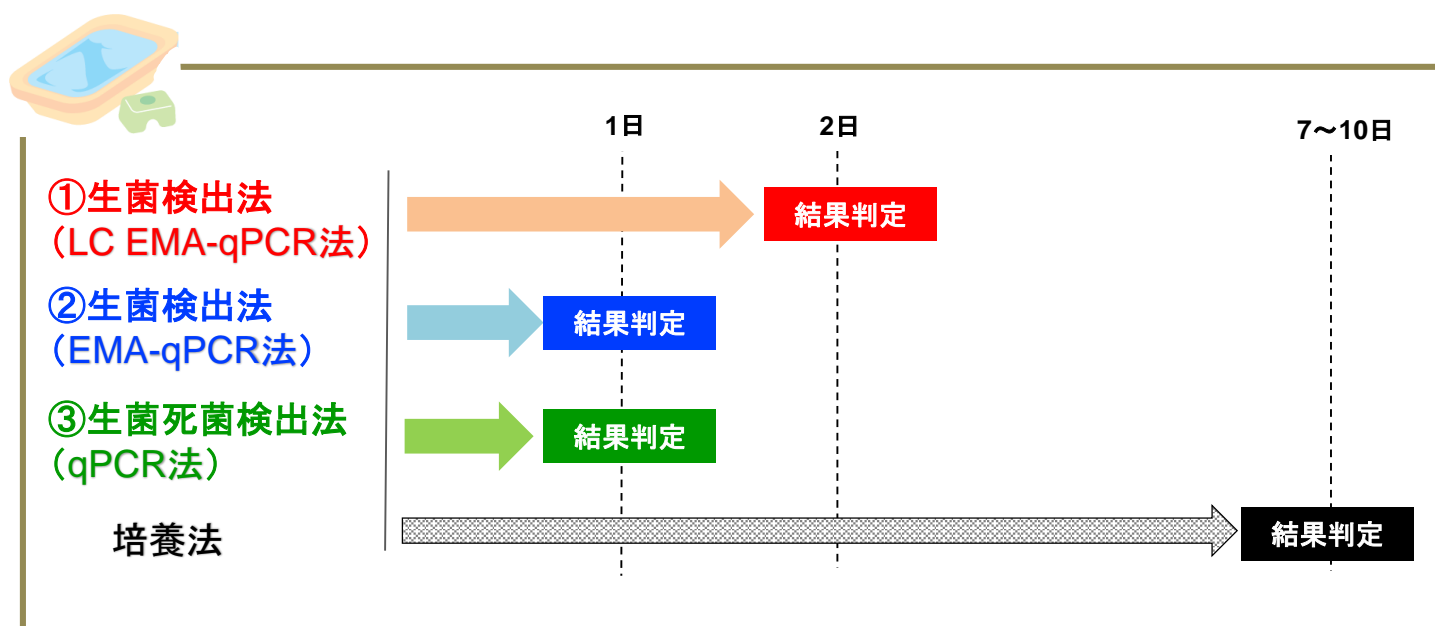 1日
2日
7～10日
①生菌検出法
（LC EMA-qPCR法）
結果判定
②生菌検出法
（EMA-qPCR法）
結果判定
③生菌死菌検出法
（qPCR法）
結果判定
培養法
結果判定